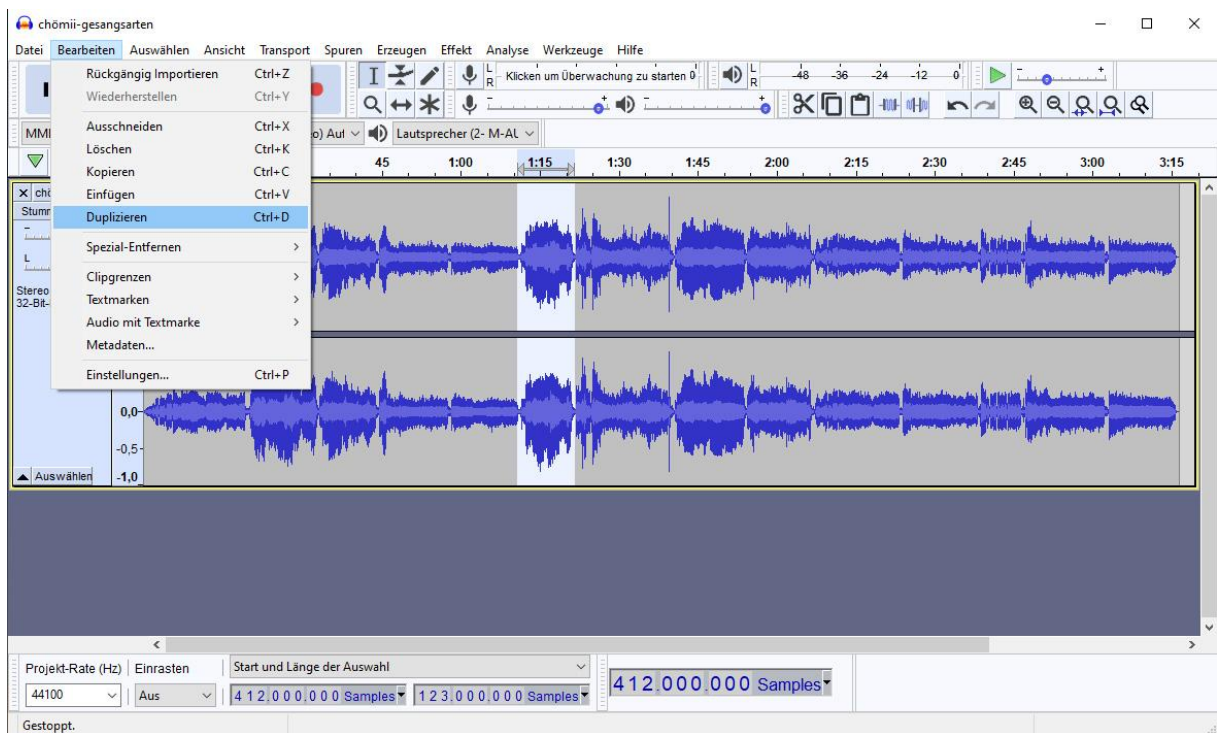 chömii-gesangsarten
Datei Bearbeiten Auswählen Ansicht Transport Spuren Erzeugen Effekt Analyse Werkzeuge Hilfe
Rückgängig Importieren Ctrl+Z
Wiederherstellen Ctrl+Y
Ausschneiden Ctrl+X
Löschen Ctrl+K
Kopieren Ctrl+C
Einfügen Ctrl+V
Duplizieren Ctrl+D
Spezial-Entfernen >
Clipgrenzen >
Textmarken >
Audio mit Textmarke >
Metadaten...
Einstellungen... Ctrl+P
L R Klicken um Überwachung zu starten 0 L R -48 -36 -24 -12 0
MM Lautsprecher (2- M-AL
45 1:00 1:15 1:30 1:45 2:00 2:15 2:30 2:45 3:00 3:15
L
Stereo
32-Bit-
0,0
-0,5
-1,0
Auswählen
Projekt-Rate (Hz) Einrasten Start und Länge der Auswahl
44100 Aus 412.000.000 Samples 123.000.000 Samples 412.000.000 Samples
Gestoppt.